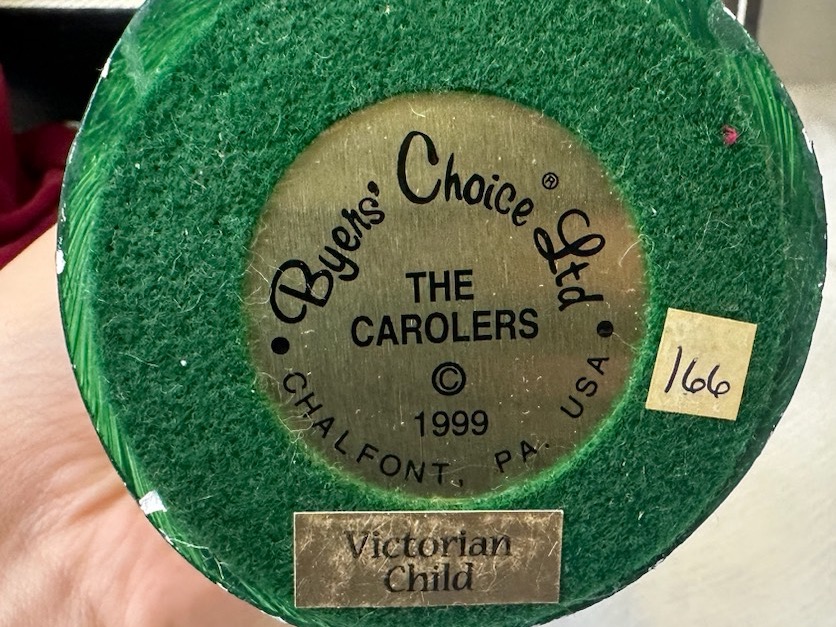 Byers' Choice® Ltd
THE
CAROLERS
©
1999
• CHALFONT, PA. USA •
166
Victorian
Child